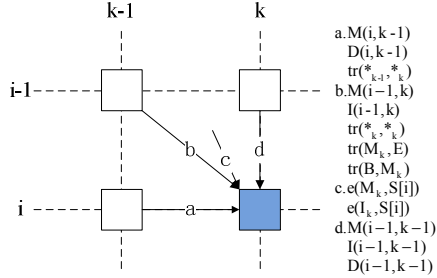 k-1 k
i-1
i
b
c
d
a
a.M(i,k-1)
D(i,k-1)
tr(*k-1,*k)
b.M(i-1,k)
I(i-1,k)
tr(*k,*k)
tr(Mk,E)
tr(B,Mk)
c.e(Mk,S[i])
e(Ik,S[i])
d.M(i-1,k-1)
I(i-1,k-1)
D(i-1,k-1)